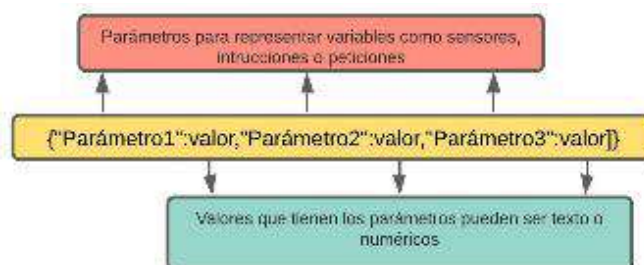 Parámetros para representar variables como sensores,
intrucciones o peticiones
{"Parámetro1":valor,"Parámetro2":valor,"Parámetro3":valor]}
Valores que tienen los parámetrios pueden ser texto o
numéricos